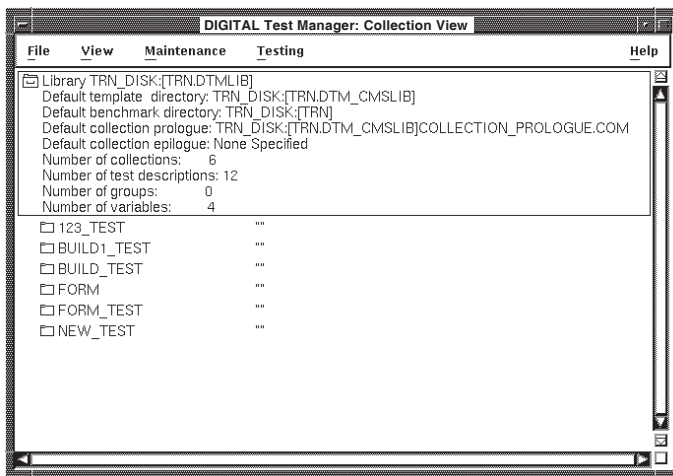 DIGITAL Test Manager: Collection View
File View Maintenance Testing Help
Library TRN_DISK:[TRN.DTMLIB]
Default template directory: TRN_DISK:[TRN.DTM_CMSLIB]
Default benchmark directory: TRN_DISK:[TRN]
Default collection prologue: TRN_DISK:[TRN.DTM_CMSLIB]COLLECTION_PROLOGUE.COM
Default collection epilogue: None Specified
Number of collections: 6
Number of test descriptions: 12
Number of groups: 0
Number of variables: 4
123_TEST ""
BUILD1_TEST ""
BUILD_TEST ""
FORM ""
FORM_TEST ""
NEW_TEST ""